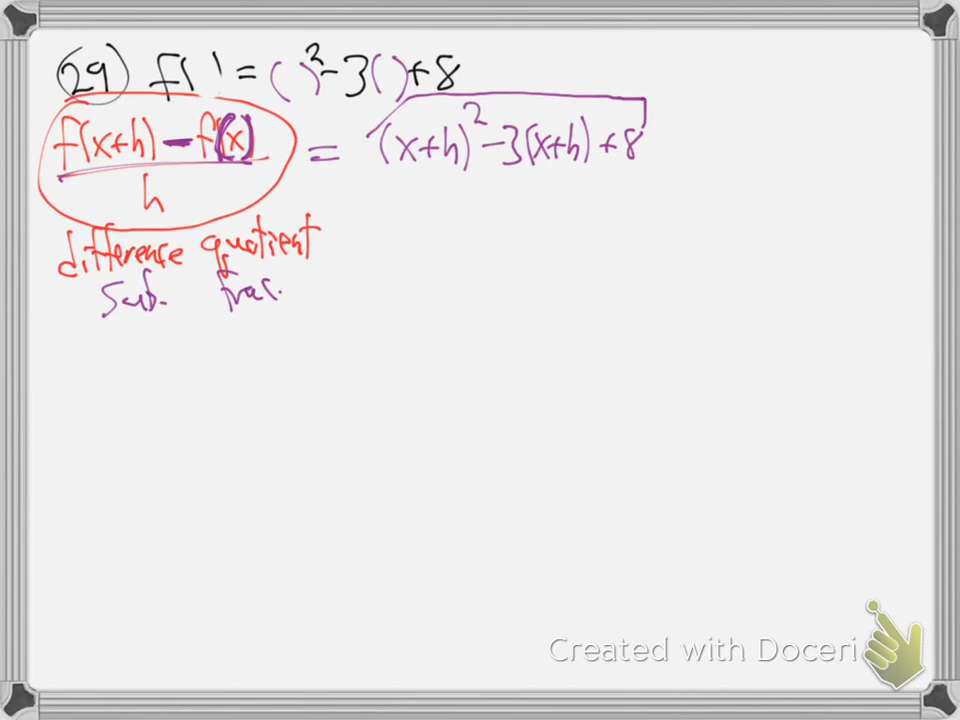 (29) f( ) = ( )² - 3( ) + 8
f(x+h) - f(x) / h = (x+h)² - 3(x+h) + 8
difference quotient
Sub. frac.
Created with Doceri